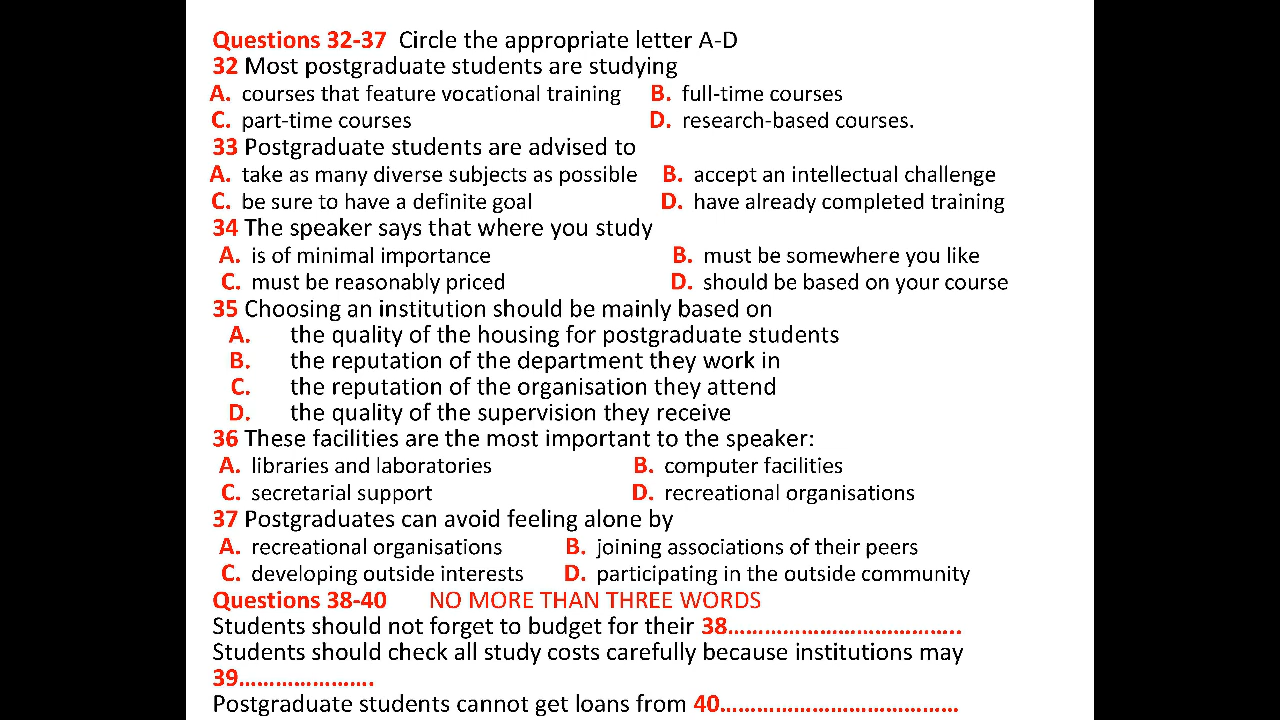 Questions 32-37 Circle the appropriate letter A-D
32 Most postgraduate students are studying
A. courses that feature vocational training B. full-time courses
C. part-time courses D. research-based courses.
33 Postgraduate students are advised to
A. take as many diverse subjects as possible B. accept an intellectual challenge
C. be sure to have a definite goal D. have already completed training
34 The speaker says that where you study
A. is of minimal importance B. must be somewhere you like
C. must be reasonably priced D. should be based on your course
35 Choosing an institution should be mainly based on
A. the quality of the housing for postgraduate students
B. the reputation of the department they work in
C. the reputation of the organisation they attend
D. the quality of the supervision they receive
36 These facilities are the most important to the speaker:
A. libraries and laboratories B. computer facilities
C. secretarial support D. recreational organisations
37 Postgraduates can avoid feeling alone by
A. recreational organisations B. joining associations of their peers
C. developing outside interests D. participating in the outside community
Questions 38-40 NO MORE THAN THREE WORDS
Students should not forget to budget for their 38……………………………………
Students should check all study costs carefully because institutions may
39………………….
Postgraduate students cannot get loans from 40……………………………………